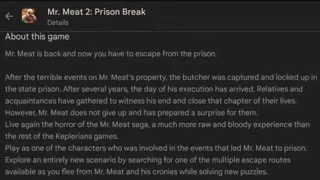 Mr. Meat 2: Prison Break
Details
About this game
Mr. Meat is back and now you have to escape from the prison.
After the terrible events on Mr. Meat's property, the butcher was captured and locked up in
the state prison. After several years, the day of his execution has arrived. Relatives and
acquaintances have gathered to witness his end and close that chapter of their lives.
However, Mr. Meat does not give up and has prepared a surprise for them.
Live again the horror of the Mr. Meat saga, a much more raw and bloody experience than
the rest of the Keplerians games.
Play as one of the characters who was involved in the events that led Mr. Meat to prison.
Explore an entirely new scenario by searching for one of the multiple escape routes
available as you flee from Mr. Meat and his cronies while solving new puzzles.